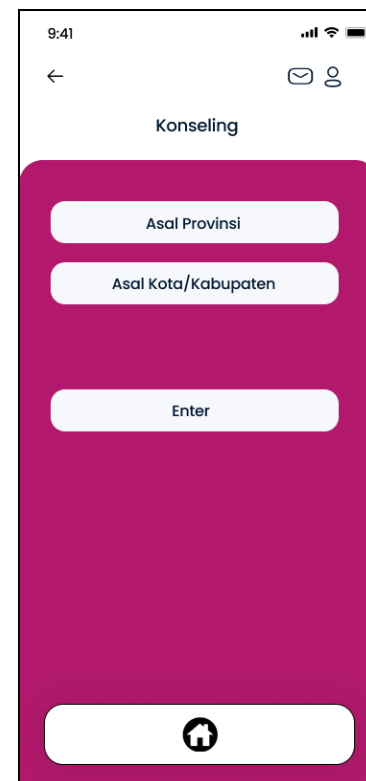 9:41
Konseling
Asal Provinsi
Asal Kota/Kabupaten
Enter